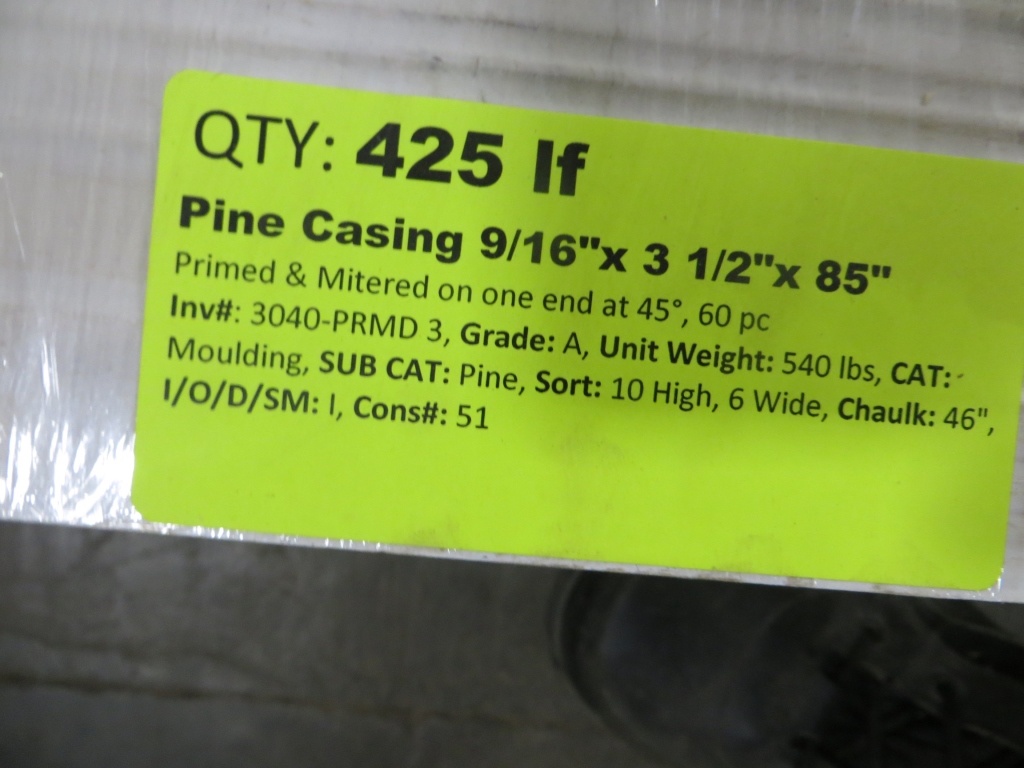 QTY: 425 lf
Pine Casing 9/16"x 3 1/2"x 85"
Primed & Mitered on one end at 45°, 60 pc
Inv#: 3040-PRMD 3, Grade: A, Unit Weight: 540 lbs, CAT:
Moulding, SUB CAT: Pine, Sort: 10 High, 6 Wide, Chaulk: 46",
I/O/D/SM: I, Cons#: 51